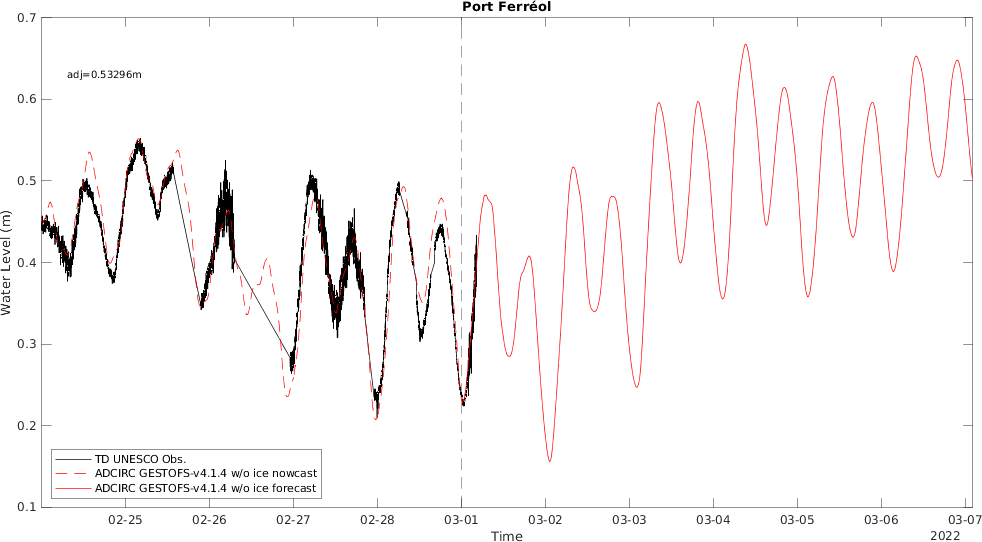 Port Ferréol
0.7
adj=0.53296m
0.6
0.5
Water Level (m)
0.4
0.3
0.2
TD UNESCO Obs.
ADCIRC GESTOFS-v4.1.4 w/o ice nowcast
ADCIRC GESTOFS-v4.1.4 w/o ice forecast
0.1
02-25 02-26 02-27 02-28 03-01 03-02 03-03 03-04 03-05 03-06 03-07
Time 2022